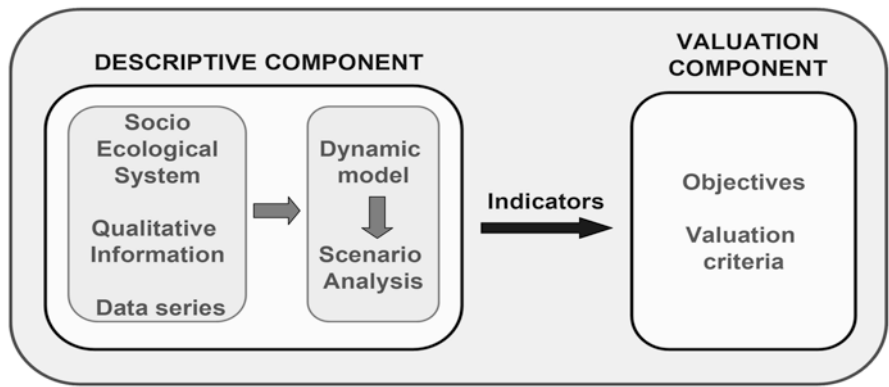 DESCRIPTIVE COMPONENT
Socio
Ecological
System
Qualitative
Information
Data series
Dynamic
model
Scenario
Analysis
Indicators
VALUATION
COMPONENT
Objectives
Valuation
criteria